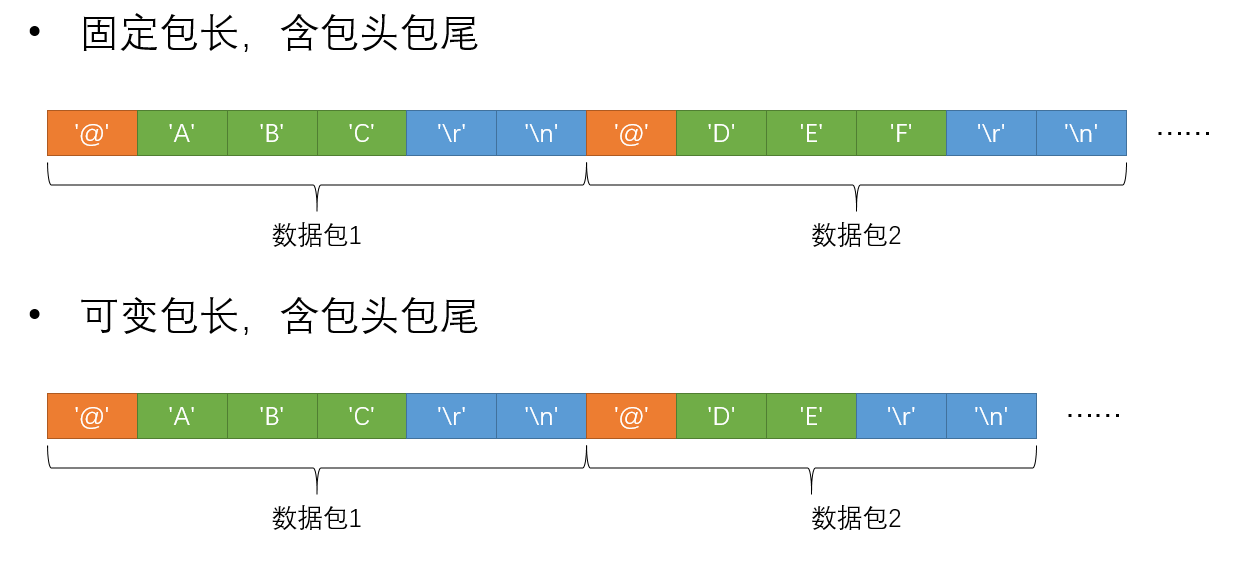 • 固定包长，含包头包尾
'@' 'A' 'B' 'C' '\r' '\n' '@' 'D' 'E' 'F' '\r' '\n' ……
数据包1 数据包2
• 可变包长，含包头包尾
'@' 'A' 'B' 'C' '\r' '\n' '@' 'D' 'E' '\r' '\n' ……
数据包1 数据包2